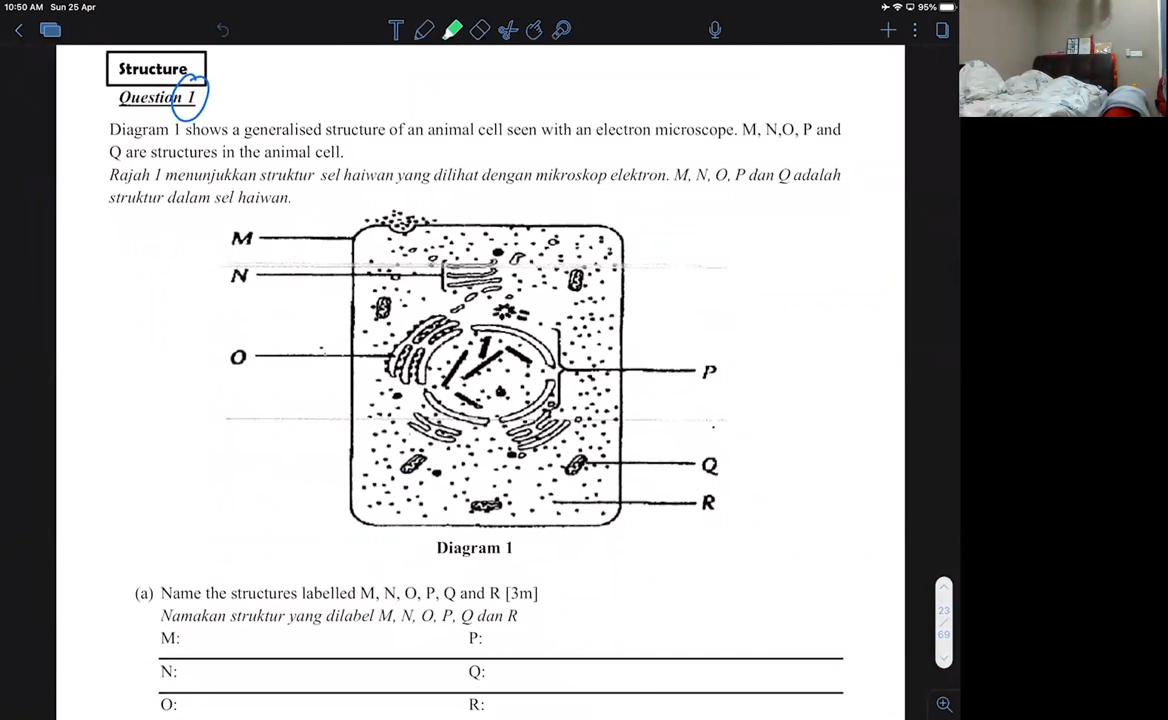 10:50 AM Sun 25 Apr
95%
Structure
Question 1
Diagram 1 shows a generalised structure of an animal cell seen with an electron microscope. M, N,O, P and
Q are structures in the animal cell.
Rajah 1 menunjukkan struktur sel haiwan yang dilihat dengan mikroskop elektron. M, N, O, P dan Q adalah
struktur dalam sel haiwan.
M
N
O
P
Q
R
Diagram 1
(a) Name the structures labelled M, N, O, P, Q and R [3m]
Namakan struktur yang dilabel M, N, O, P, Q dan R
M: P:
N: Q:
O: R:
23
/
69